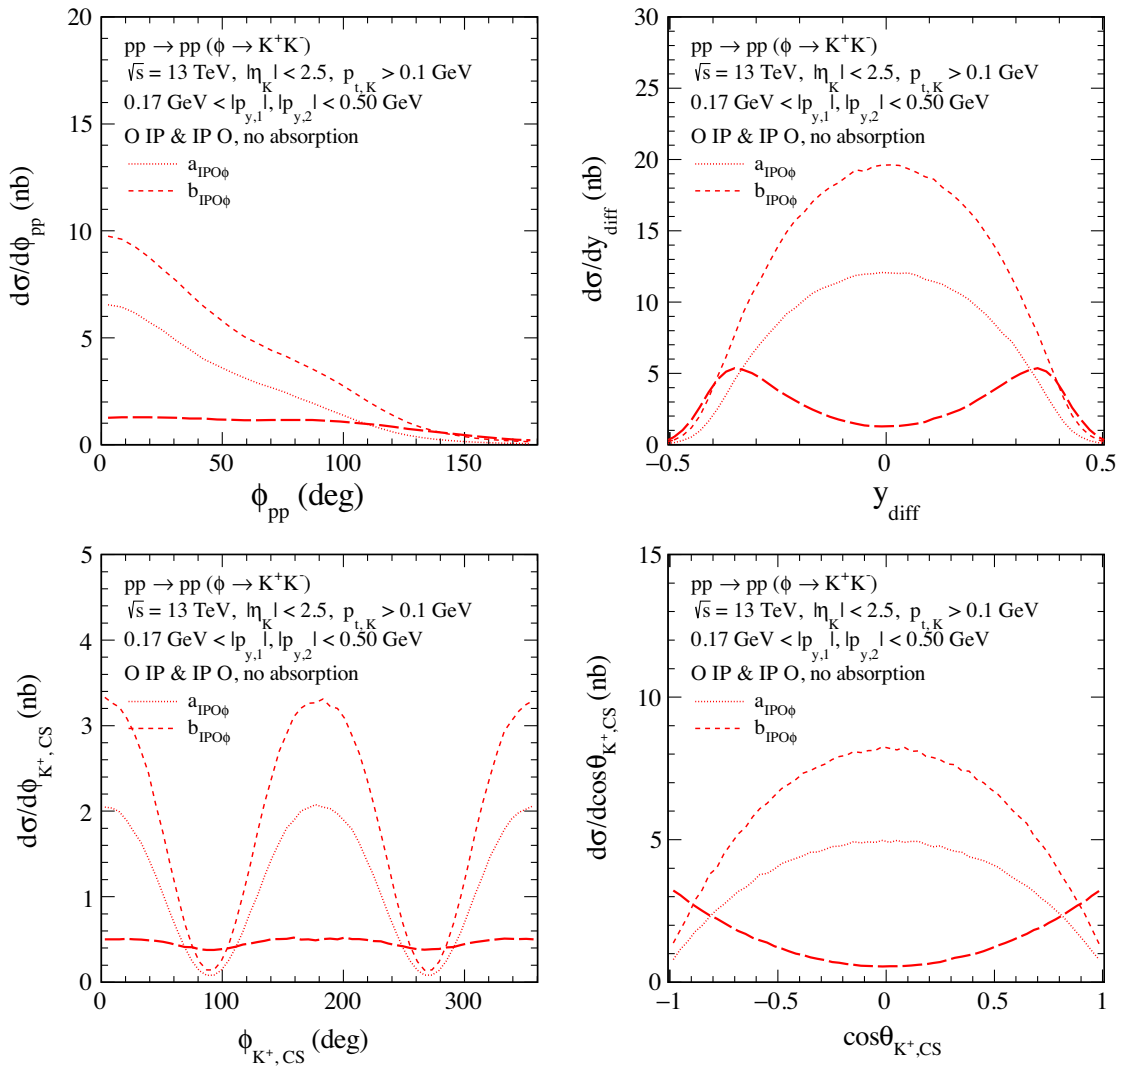 20
15
10
5
0
dσ/dϕ_pp (nb)
pp → pp (ϕ → K⁺K⁻)
√s = 13 TeV, |η_K| < 2.5, p_t,K > 0.1 GeV
0.17 GeV < |p_y,1|, |p_y,2| < 0.50 GeV
O IP & IP O, no absorption
a_IPOϕ
b_IPOϕ
0 50 100 150
ϕ_pp (deg)
30
25
20
15
10
5
0
dσ/dy_diff (nb)
pp → pp (ϕ → K⁺K⁻)
√s = 13 TeV, |η_K| < 2.5, p_t,K > 0.1 GeV
0.17 GeV < |p_y,1|, |p_y,2| < 0.50 GeV
O IP & IP O, no absorption
a_IPOϕ
b_IPOϕ
−0.5 0 0.5
y_diff
5
4
3
2
1
0
dσ/dϕ_K⁺,CS (nb)
pp → pp (ϕ → K⁺K⁻)
√s = 13 TeV, |η_K| < 2.5, p_t,K > 0.1 GeV
0.17 GeV < |p_y,1|, |p_y,2| < 0.50 GeV
O IP & IP O, no absorption
a_IPOϕ
b_IPOϕ
0 100 200 300
ϕ_K⁺,CS (deg)
15
10
5
0
dσ/dcosθ_K⁺,CS (nb)
pp → pp (ϕ → K⁺K⁻)
√s = 13 TeV, |η_K| < 2.5, p_t,K > 0.1 GeV
0.17 GeV < |p_y,1|, |p_y,2| < 0.50 GeV
O IP & IP O, no absorption
a_IPOϕ
b_IPOϕ
−1 −0.5 0 0.5 1
cosθ_K⁺,CS